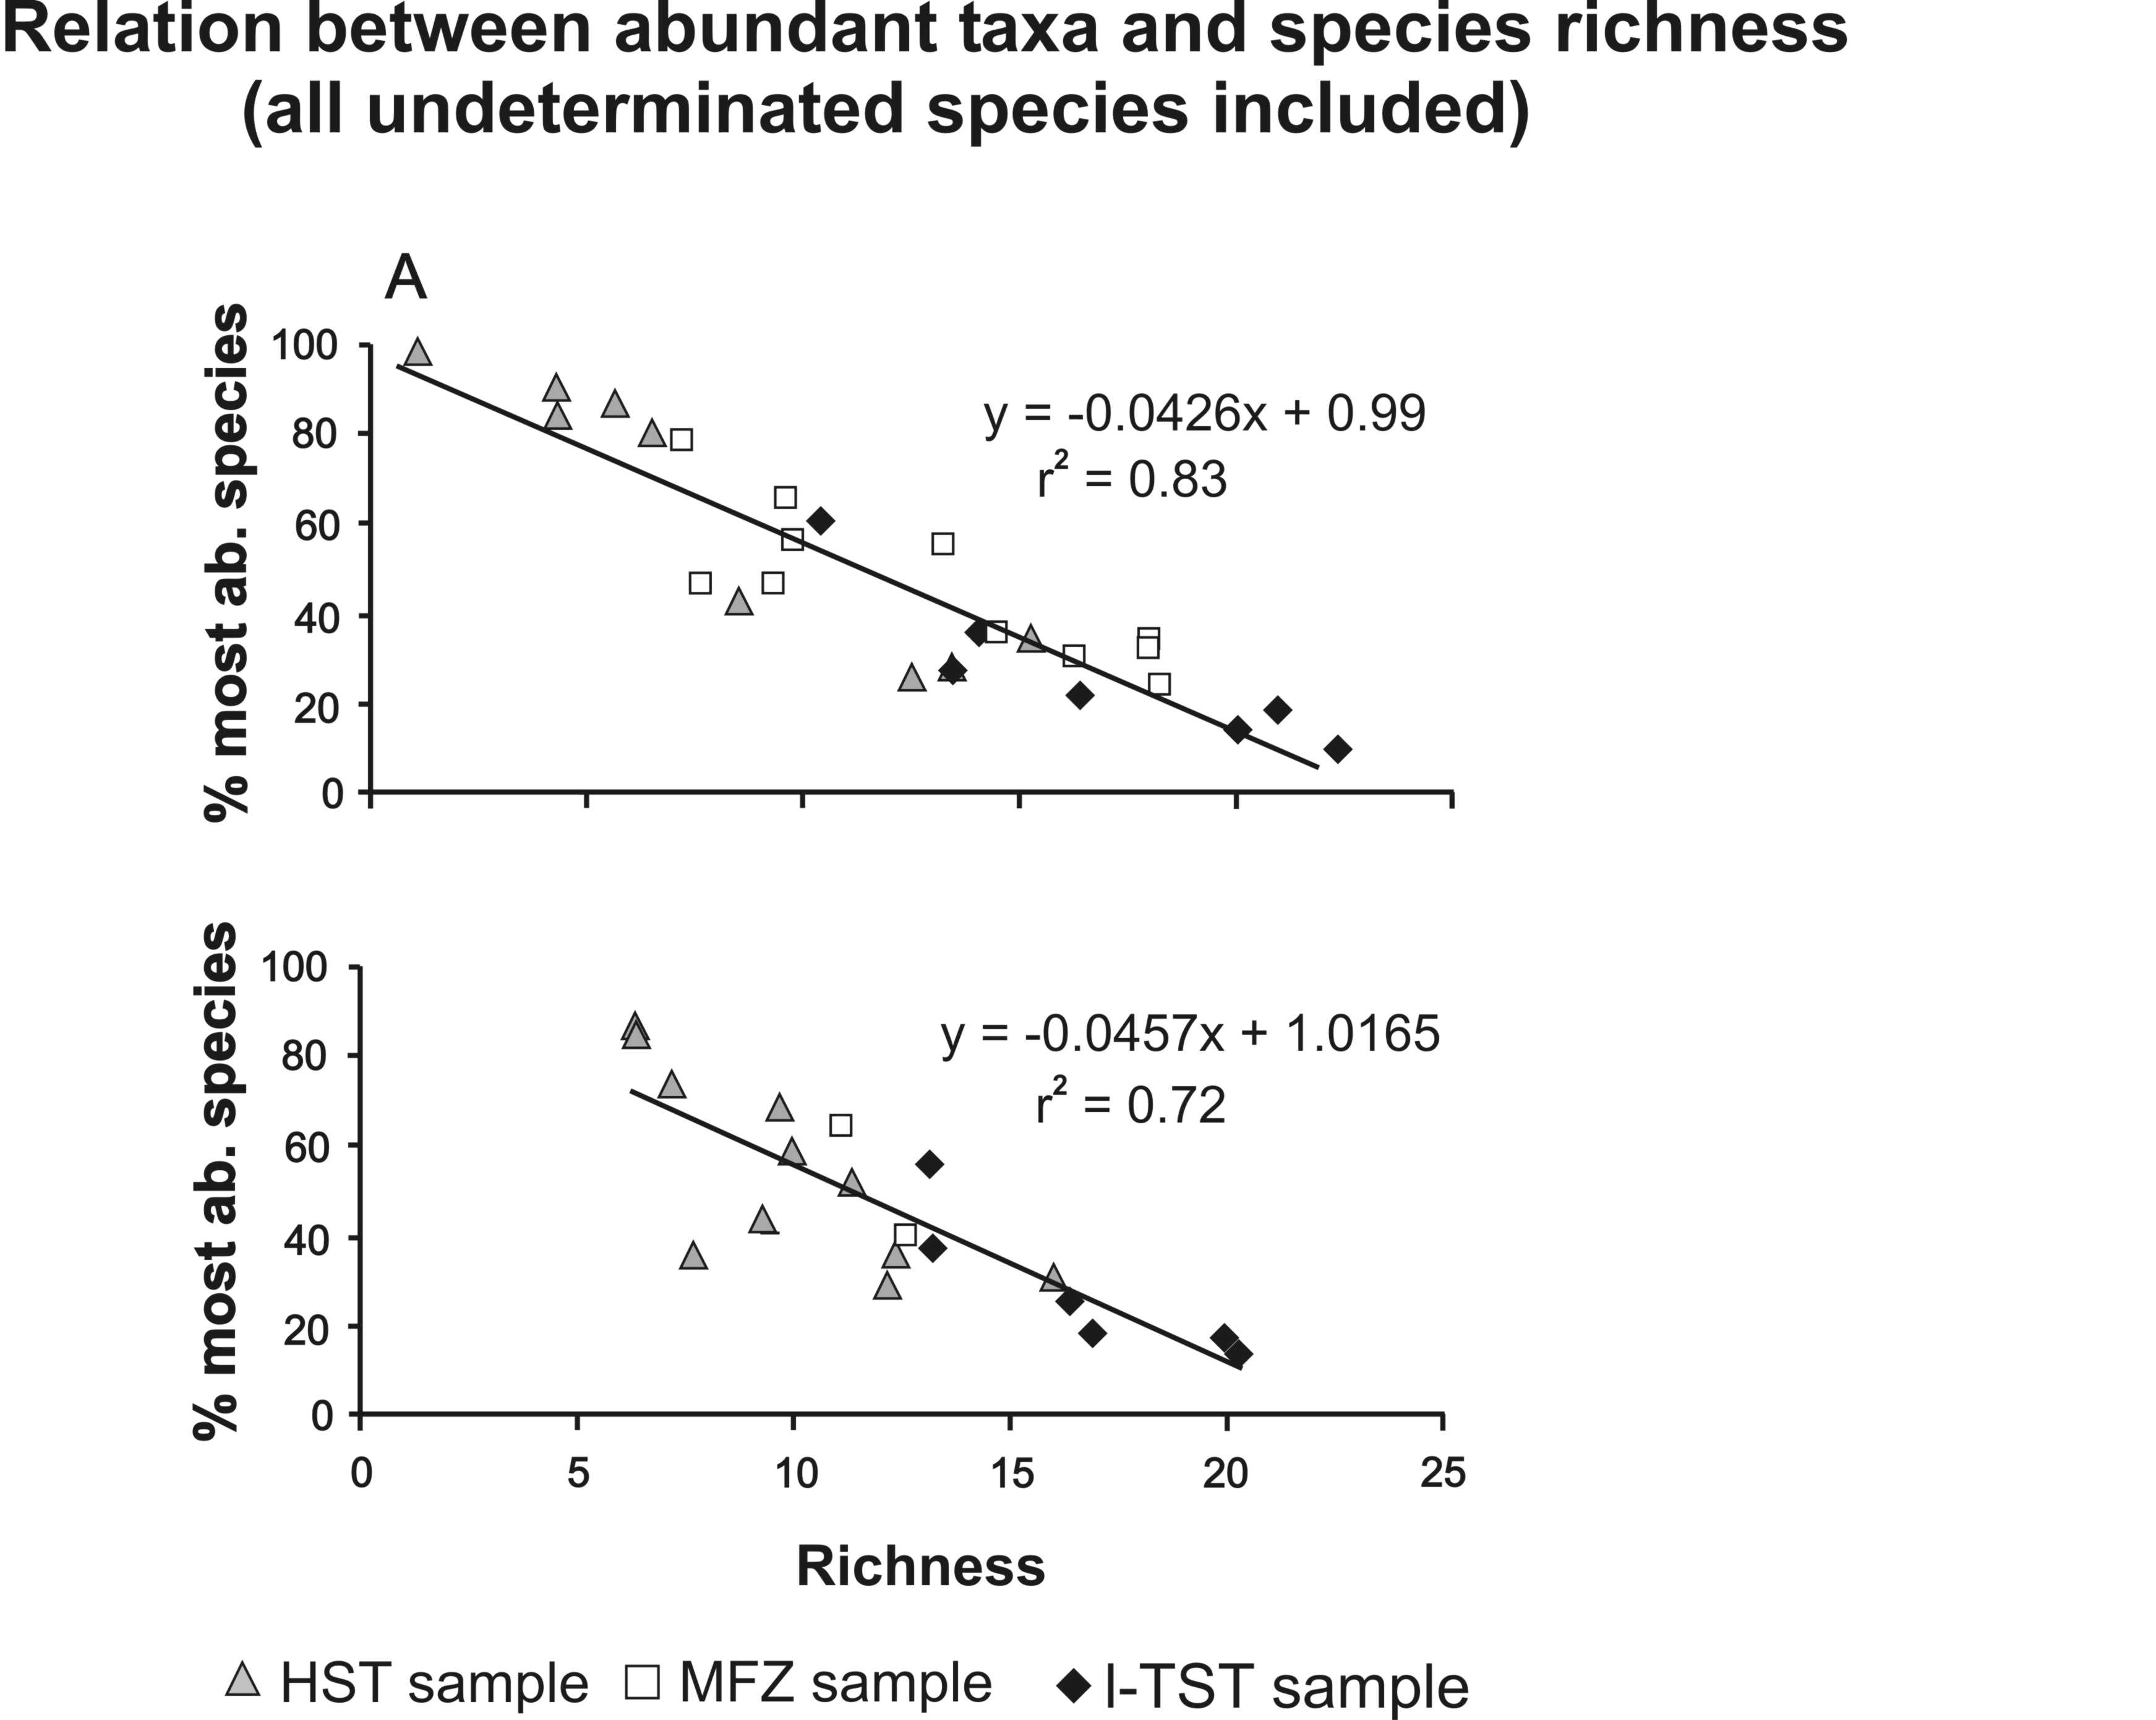 Relation between abundant taxa and species richness
(all undeterminated species included)
A
% most ab. species
100
80
60
40
20
0
y = -0.0426x + 0.99
r² = 0.83
% most ab. species
100
80
60
40
20
0
y = -0.0457x + 1.0165
r² = 0.72
0 5 10 15 20 25
Richness
HST sample MFZ sample I-TST sample